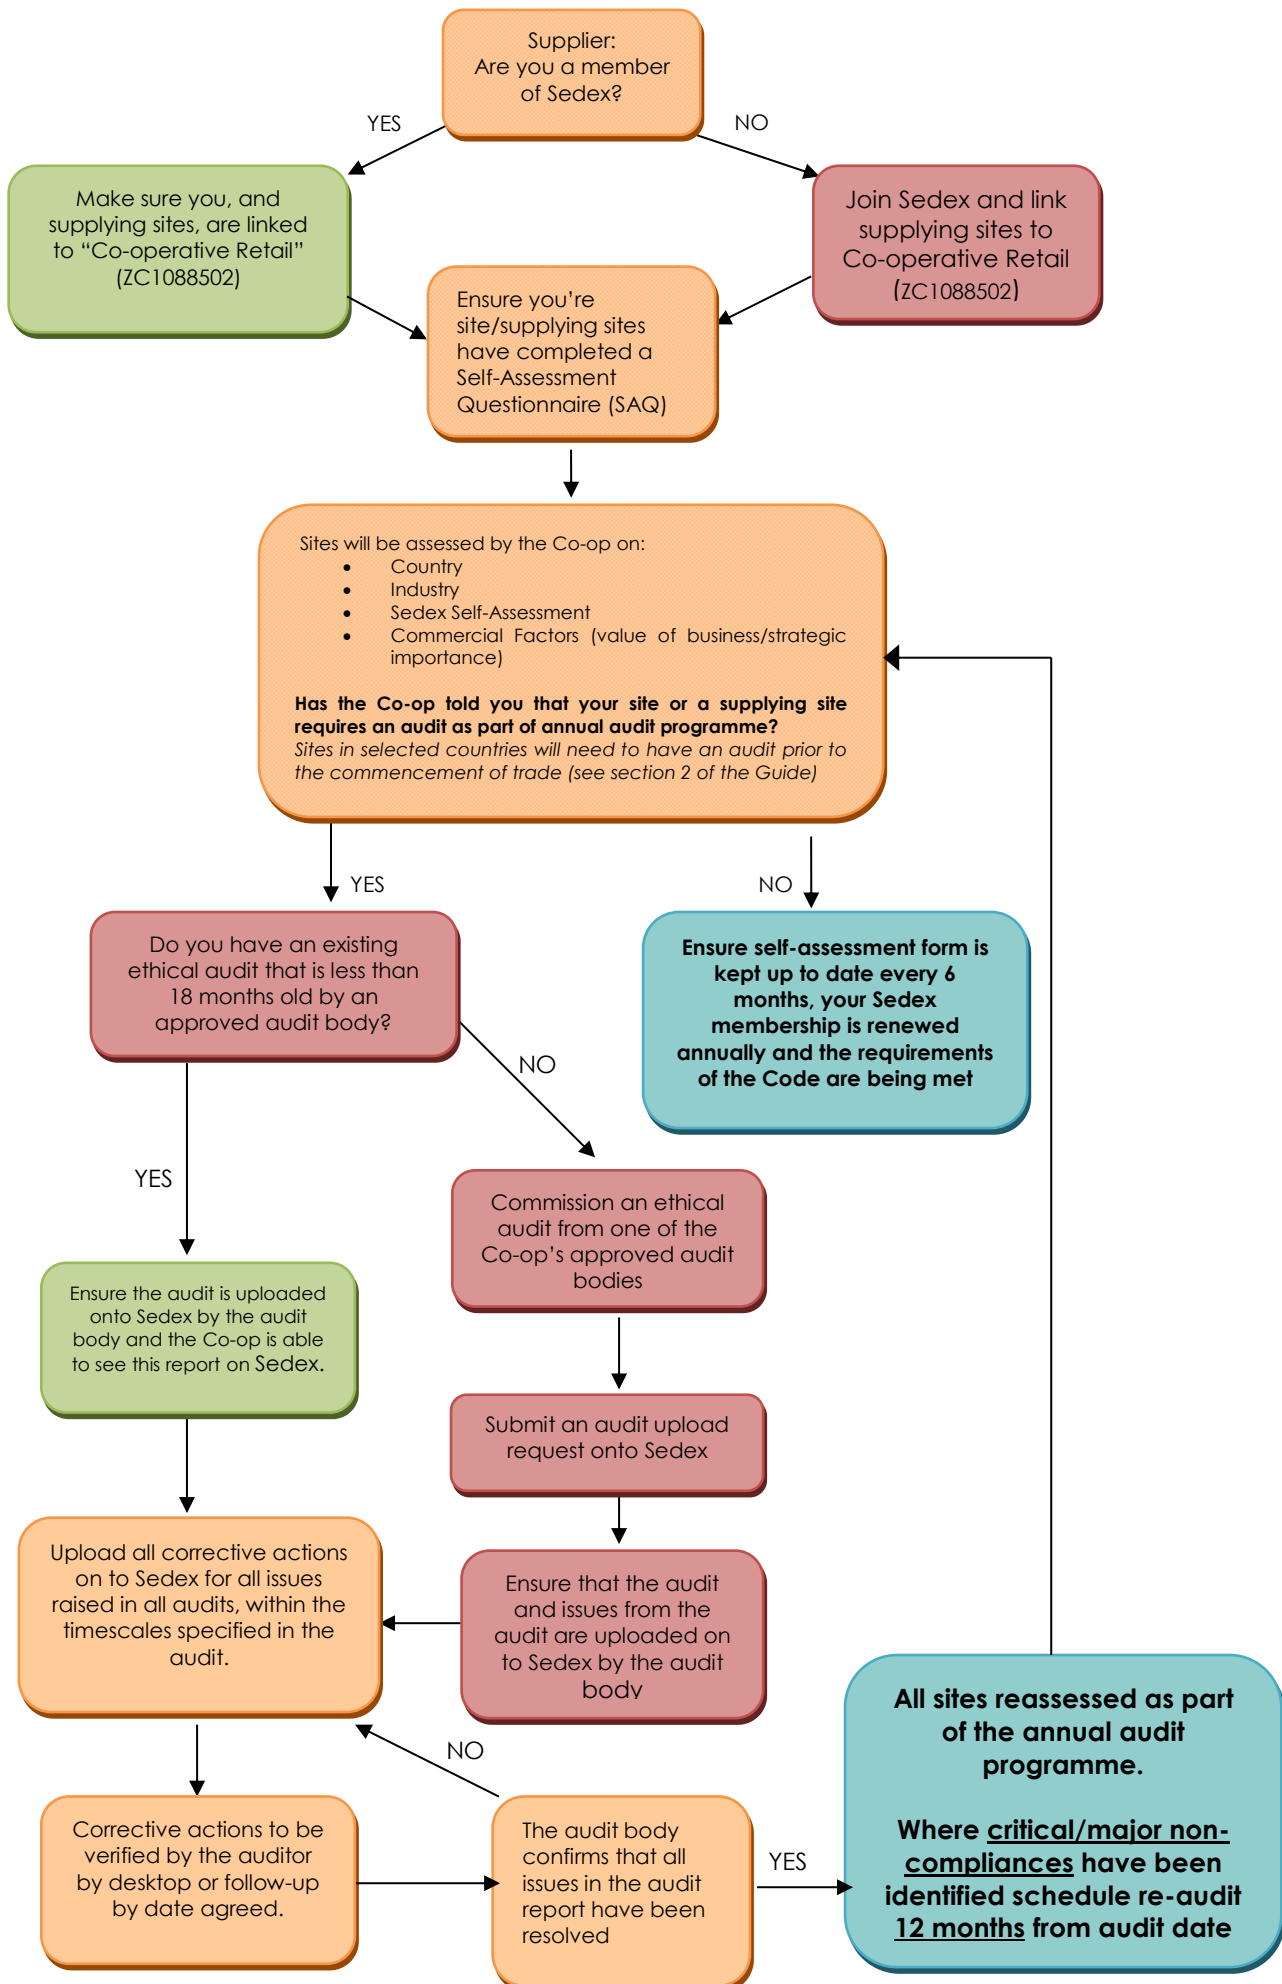 Supplier:
Are you a member
of Sedex?
YES
NO
Make sure you, and
supplying sites, are linked
to “Co-operative Retail”
(ZC1088502)
Join Sedex and link
supplying sites to
Co-operative Retail
(ZC1088502)
Ensure you’re
site/supplying sites
have completed a
Self-Assessment
Questionnaire (SAQ)
Sites will be assessed by the Co-op on:
• Country
• Industry
• Sedex Self-Assessment
• Commercial Factors (value of business/strategic
importance)
Has the Co-op told you that your site or a supplying site
requires an audit as part of annual audit programme?
Sites in selected countries will need to have an audit prior to
the commencement of trade (see section 2 of the Guide)
YES
NO
Do you have an existing
ethical audit that is less than
18 months old by an
approved audit body?
Ensure self-assessment form is
kept up to date every 6
months, your Sedex
membership is renewed
annually and the requirements
of the Code are being met
NO
YES
Commission an ethical
audit from one of the
Co-op’s approved audit
bodies
Ensure the audit is uploaded
onto Sedex by the audit
body and the Co-op is able
to see this report on Sedex.
Submit an audit upload
request onto Sedex
Upload all corrective actions
on to Sedex for all issues
raised in all audits, within the
timescales specified in the
audit.
Ensure that the audit
and issues from the
audit are uploaded on
to Sedex by the audit
body
All sites reassessed as part
of the annual audit
programme.
Where critical/major non-
compliances have been
identified schedule re-audit
12 months from audit date
NO
Corrective actions to be
verified by the auditor
by desktop or follow-up
by date agreed.
The audit body
confirms that all
issues in the audit
report have been
resolved
YES